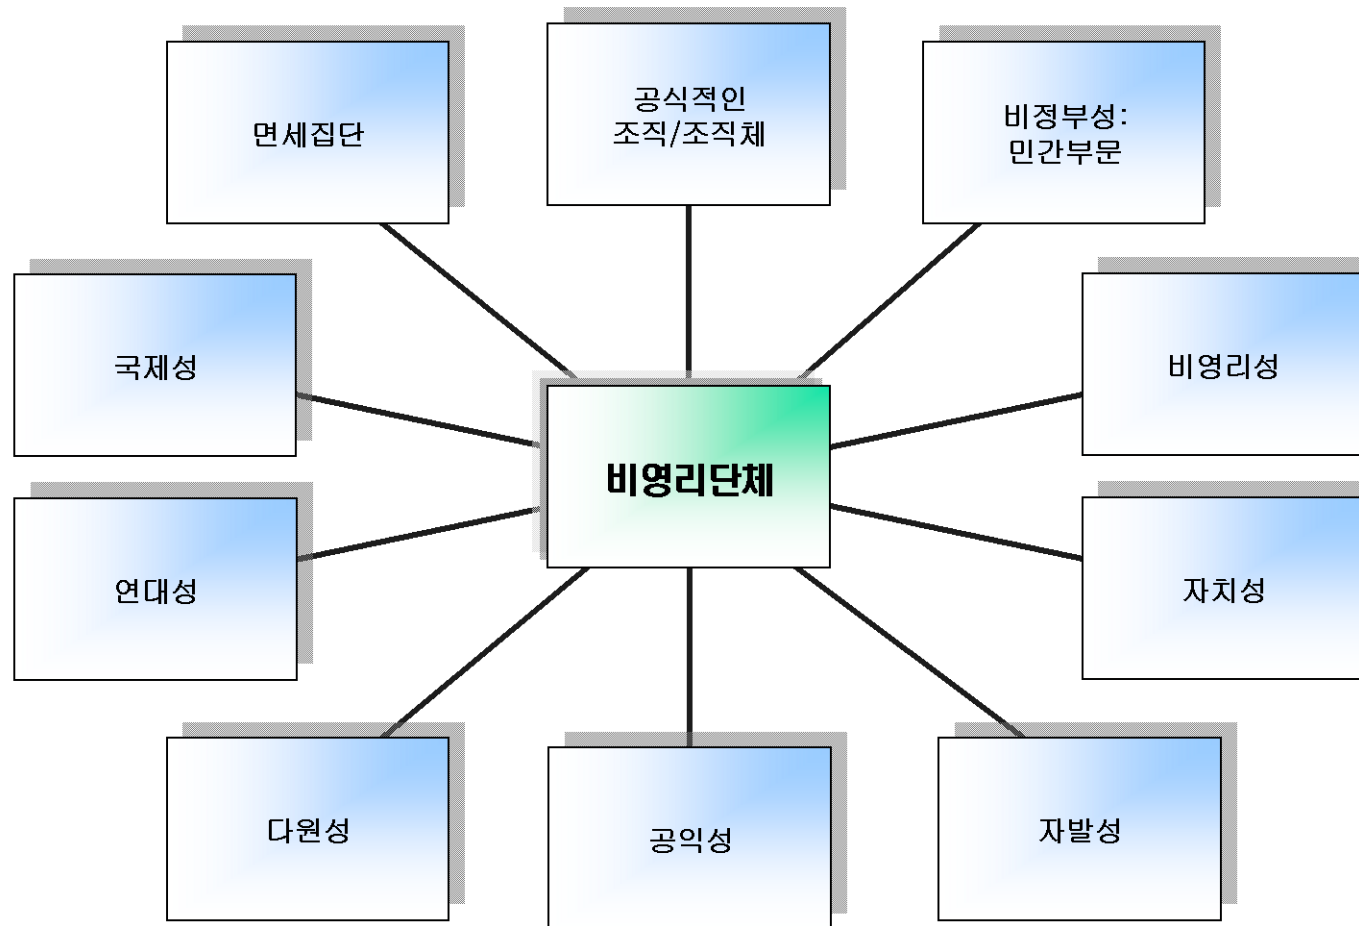 면세집단
공식적인
조직/조직체
비정부성:
민간부문
국제성
비영리성
비영리단체
연대성
자치성
다원성
공익성
자발성